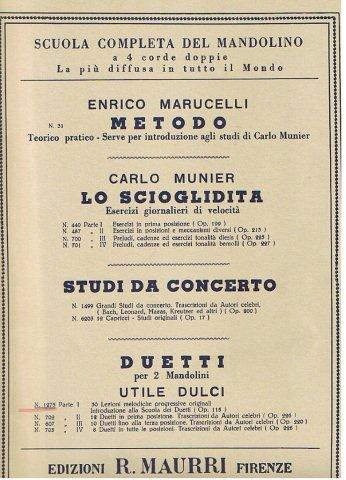 SCUOLA COMPLETA DEL MANDOLINO
a 4 corde doppie
La più diffusa in tutto il Mondo
ENRICO MARUCELLI
N. 31 METODO
Teorico pratico - Serve per introduzione agli studi di Carlo Munier
CARLO MUNIER
LO SCIOGLIDITA
Esercizi giornalieri di velocità
N. 440 Parte I Esercizi in prima posizione ( Op. 199 )
N. 487 » II Esercizi in posizioni e meccanismi diversi ( Op. 213 )
N. 700 » III Preludi, cadenze ed esercizi tonalità diesis ( Op. 225 )
N. 701 » IV Preludi, cadenze ed esercizi tonalità bemolli ( Op. 227 )
STUDI DA CONCERTO
N. 1499 Grandi Studi da concerto. Trascrizioni da Autori celebri,
( Bach, Leonard, Mazas, Kreutzer ed altri ) ( Op. 200 )
N. 6203 12 Capricci - Studi originali ( Op. 17 )
DUETTI
per 2 Mandolini
UTILE DULCI
N. 1275 Parte I 30 Lezioni melodiche progressive originali
Introduzione alla Scuola dei Duetti ( Op. 115 )
N. 702 » II 12 Duetti in prima posizione. Trascrizioni da Autori celebri ( Op. 226 )
N. 607 » III 10 Duetti fino alla terza posizione. Trascrizioni da Autori celebri ( Op. 220 )
N. 703 » IV 6 Duetti in tutte le posizioni. Trascrizioni da Autori celebri ( Op. 228 )
EDIZIONI R. MAURRI FIRENZE